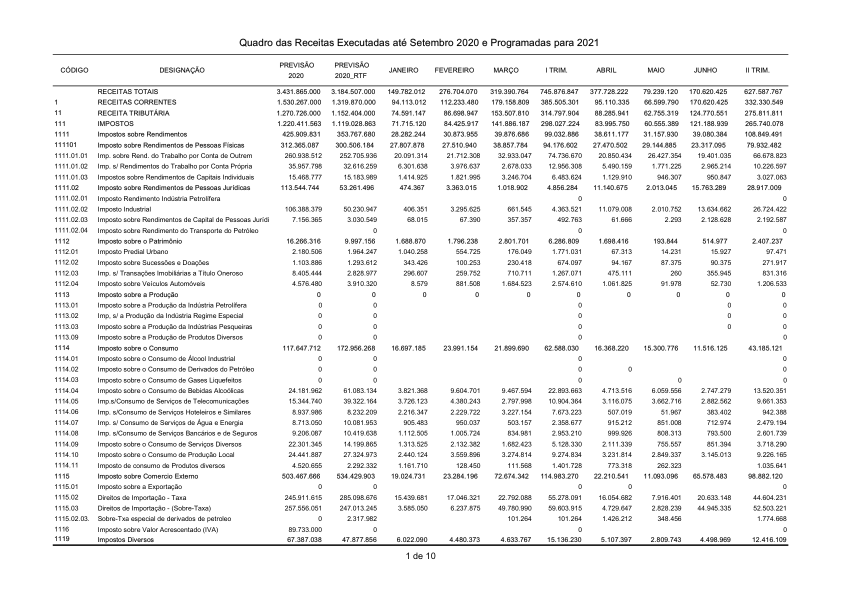 Quadro das Receitas Executadas até Setembro 2020 e Programadas para 2021
CÓDIGO DESIGNAÇÃO PREVISÃO 2020 PREVISÃO 2020_RTF JANEIRO FEVEREIRO MARÇO I TRIM. ABRIL MAIO JUNHO II TRIM.
RECEITAS TOTAIS 3.431.865.000 3.184.507.000 149.782.012 276.704.070 319.390.764 745.876.847 377.728.222 79.239.120 170.620.425 627.587.767
1 RECEITAS CORRENTES 1.530.267.000 1.319.870.000 94.113.012 112.233.480 179.158.809 385.505.301 95.110.335 66.599.790 170.620.425 332.330.549
11 RECEITA TRIBUTÁRIA 1.270.726.000 1.152.404.000 74.591.147 86.698.947 153.507.810 314.797.904 88.285.941 62.755.319 124.770.551 275.811.811
111 IMPOSTOS 1.220.411.563 1.119.028.863 71.715.120 84.425.917 141.886.187 298.027.224 83.995.750 60.555.389 121.188.939 265.740.078
1111 Impostos sobre Rendimentos 425.909.831 353.767.680 28.282.244 30.873.955 39.876.686 99.032.886 38.611.177 31.157.930 39.080.384 108.849.491
111101 Imposto sobre Rendimentos de Pessoas Físicas 312.365.087 300.506.184 27.807.878 27.510.940 38.857.784 94.176.602 27.470.502 29.144.885 23.317.095 79.932.482
1111.01.01 Imp. sobre Rend. do Trabalho por Conta de Outrem 260.938.512 252.705.936 20.091.314 21.712.308 32.933.047 74.736.670 20.850.434 26.427.354 19.401.035 66.678.823
1111.01.02 Imp. s/ Rendimentos do Trabalho por Conta Própria 35.957.798 32.616.259 6.301.638 3.976.637 2.678.033 12.956.308 5.490.159 1.771.225 2.965.214 10.226.597
1111.01.03 Impostos sobre Rendimentos de Capitais Individuais 15.468.777 15.183.989 1.414.925 1.821.995 3.246.704 6.483.624 1.129.910 946.307 950.847 3.027.063
1111.02 Imposto sobre Rendimentos de Pessoas Jurídicas 113.544.744 53.261.496 474.367 3.363.015 1.018.902 4.856.284 11.140.675 2.013.045 15.763.289 28.917.009
1111.02.01 Imposto Rendimento Indústria Petrolífera 0 0
1111.02.02 Imposto Industrial 106.388.379 50.230.947 406.351 3.295.625 661.545 4.363.521 11.079.008 2.010.752 13.634.662 26.724.422
1111.02.03 Imposto sobre Rendimentos de Capital de Pessoas Jurídi 7.156.365 3.030.549 68.015 67.390 357.357 492.763 61.666 2.293 2.128.628 2.192.587
1111.02.04 Imposto sobre Rendimento do Transporte do Petróleo 0 0 0
1112 Imposto sobre o Patrimônio 16.266.316 9.997.156 1.688.870 1.796.238 2.801.701 6.286.809 1.698.416 193.844 514.977 2.407.237
1112.01 Imposto Predial Urbano 2.180.506 1.964.247 1.040.258 554.725 176.049 1.771.031 67.313 14.231 15.927 97.471
1112.02 Imposto sobre Sucessões e Doações 1.103.886 1.293.612 343.426 100.253 230.418 674.097 94.167 87.375 90.375 271.917
1112.03 Imp. s/ Transações Imobiliárias a Título Oneroso 8.405.444 2.828.977 296.607 259.752 710.711 1.267.071 475.111 260 355.945 831.316
1112.04 Imposto sobre Veículos Automóveis 4.576.480 3.910.320 8.579 881.508 1.684.523 2.574.610 1.061.825 91.978 52.730 1.206.533
1113 Imposto sobre a Produção 0 0 0 0 0 0 0 0 0 0
1113.01 Imposto sobre a Produção da Indústria Petrolífera 0 0 0 0 0
1113.02 Imp, s/ a Produção da Indústria Regime Especial 0 0 0 0 0
1113.03 Imposto sobre a Produção da Indústrias Pesqueiras 0 0 0 0 0
1113.09 Imposto sobre a Produção de Produtos Diversos 0 0 0 0
1114 Imposto sobre o Consumo 117.647.712 172.956.268 16.697.185 23.991.154 21.899.690 62.588.030 16.368.220 15.300.776 11.516.125 43.185.121
1114.01 Imposto sobre o Consumo de Álcool Industrial 0 0 0 0
1114.02 Imposto sobre o Consumo de Derivados do Petróleo 0 0 0 0 0
1114.03 Imposto sobre o Consumo de Gases Liquefeitos 0 0 0 0 0
1114.04 Imposto sobre o Consumo de Bebidas Alcoólicas 24.181.962 61.083.134 3.821.368 9.604.701 9.467.594 22.893.663 4.713.516 6.059.556 2.747.279 13.520.351
1114.05 Imp.s/Consumo de Serviços de Telecomunicações 15.344.740 39.322.164 3.726.123 4.380.243 2.797.998 10.904.364 3.116.075 3.662.716 2.882.562 9.661.353
1114.06 Imp. s/Consumo de Serviços Hoteleiros e Similares 8.937.986 8.232.209 2.216.347 2.229.722 3.227.154 7.673.223 507.019 51.967 383.402 942.388
1114.07 Imp. s/ Consumo de Serviços de Água e Energia 8.713.050 10.081.953 905.483 950.037 503.157 2.358.677 915.212 851.008 712.974 2.479.194
1114.08 Imp. s/Consumo de Serviços Bancários e de Seguros 9.206.087 10.419.638 1.112.505 1.005.724 834.981 2.953.210 999.926 808.313 793.500 2.601.739
1114.09 Imposto sobre o Consumo de Serviços Diversos 22.301.345 14.199.865 1.313.525 2.132.382 1.682.423 5.128.330 2.111.239 755.557 851.394 3.718.290
1114.10 Imposto sobre o Consumo de Produção Local 24.441.887 27.324.973 2.440.124 3.559.896 3.274.814 9.274.834 3.231.814 2.849.337 3.145.013 9.226.165
1114.11 Imposto de consumo de Produtos diversos 4.520.655 2.292.332 1.161.710 128.450 111.568 1.401.728 773.318 262.323 1.035.641
1115 Imposto sobre Comercio Externo 503.467.666 534.429.903 19.024.731 23.284.196 72.674.342 114.983.270 22.210.541 11.093.096 65.578.483 98.882.120
1115.01 Imposto sobre a Exportação 0 0 0 0
1115.02 Direitos de Importação - Taxa 245.911.615 285.098.676 15.439.681 17.046.321 22.792.088 55.278.091 16.054.682 7.916.401 20.633.148 44.604.231
1115.03 Direitos de Importação - (Sobre-Taxa) 257.556.051 247.013.245 3.585.050 6.237.875 49.780.990 59.603.915 4.729.647 2.828.239 44.945.335 52.503.221
1115.02.03. Sobre-Txa especial de derivados de petroleo 0 2.317.982 101.264 101.264 1.426.212 348.456 1.774.668
1116 Imposto sobre Valor Acrescentado (IVA) 89.733.000 0 0
1119 Impostos Diversos 67.387.038 47.877.856 6.022.090 4.480.373 4.633.767 15.136.230 5.107.397 2.809.743 4.498.969 12.416.109
1 de 10